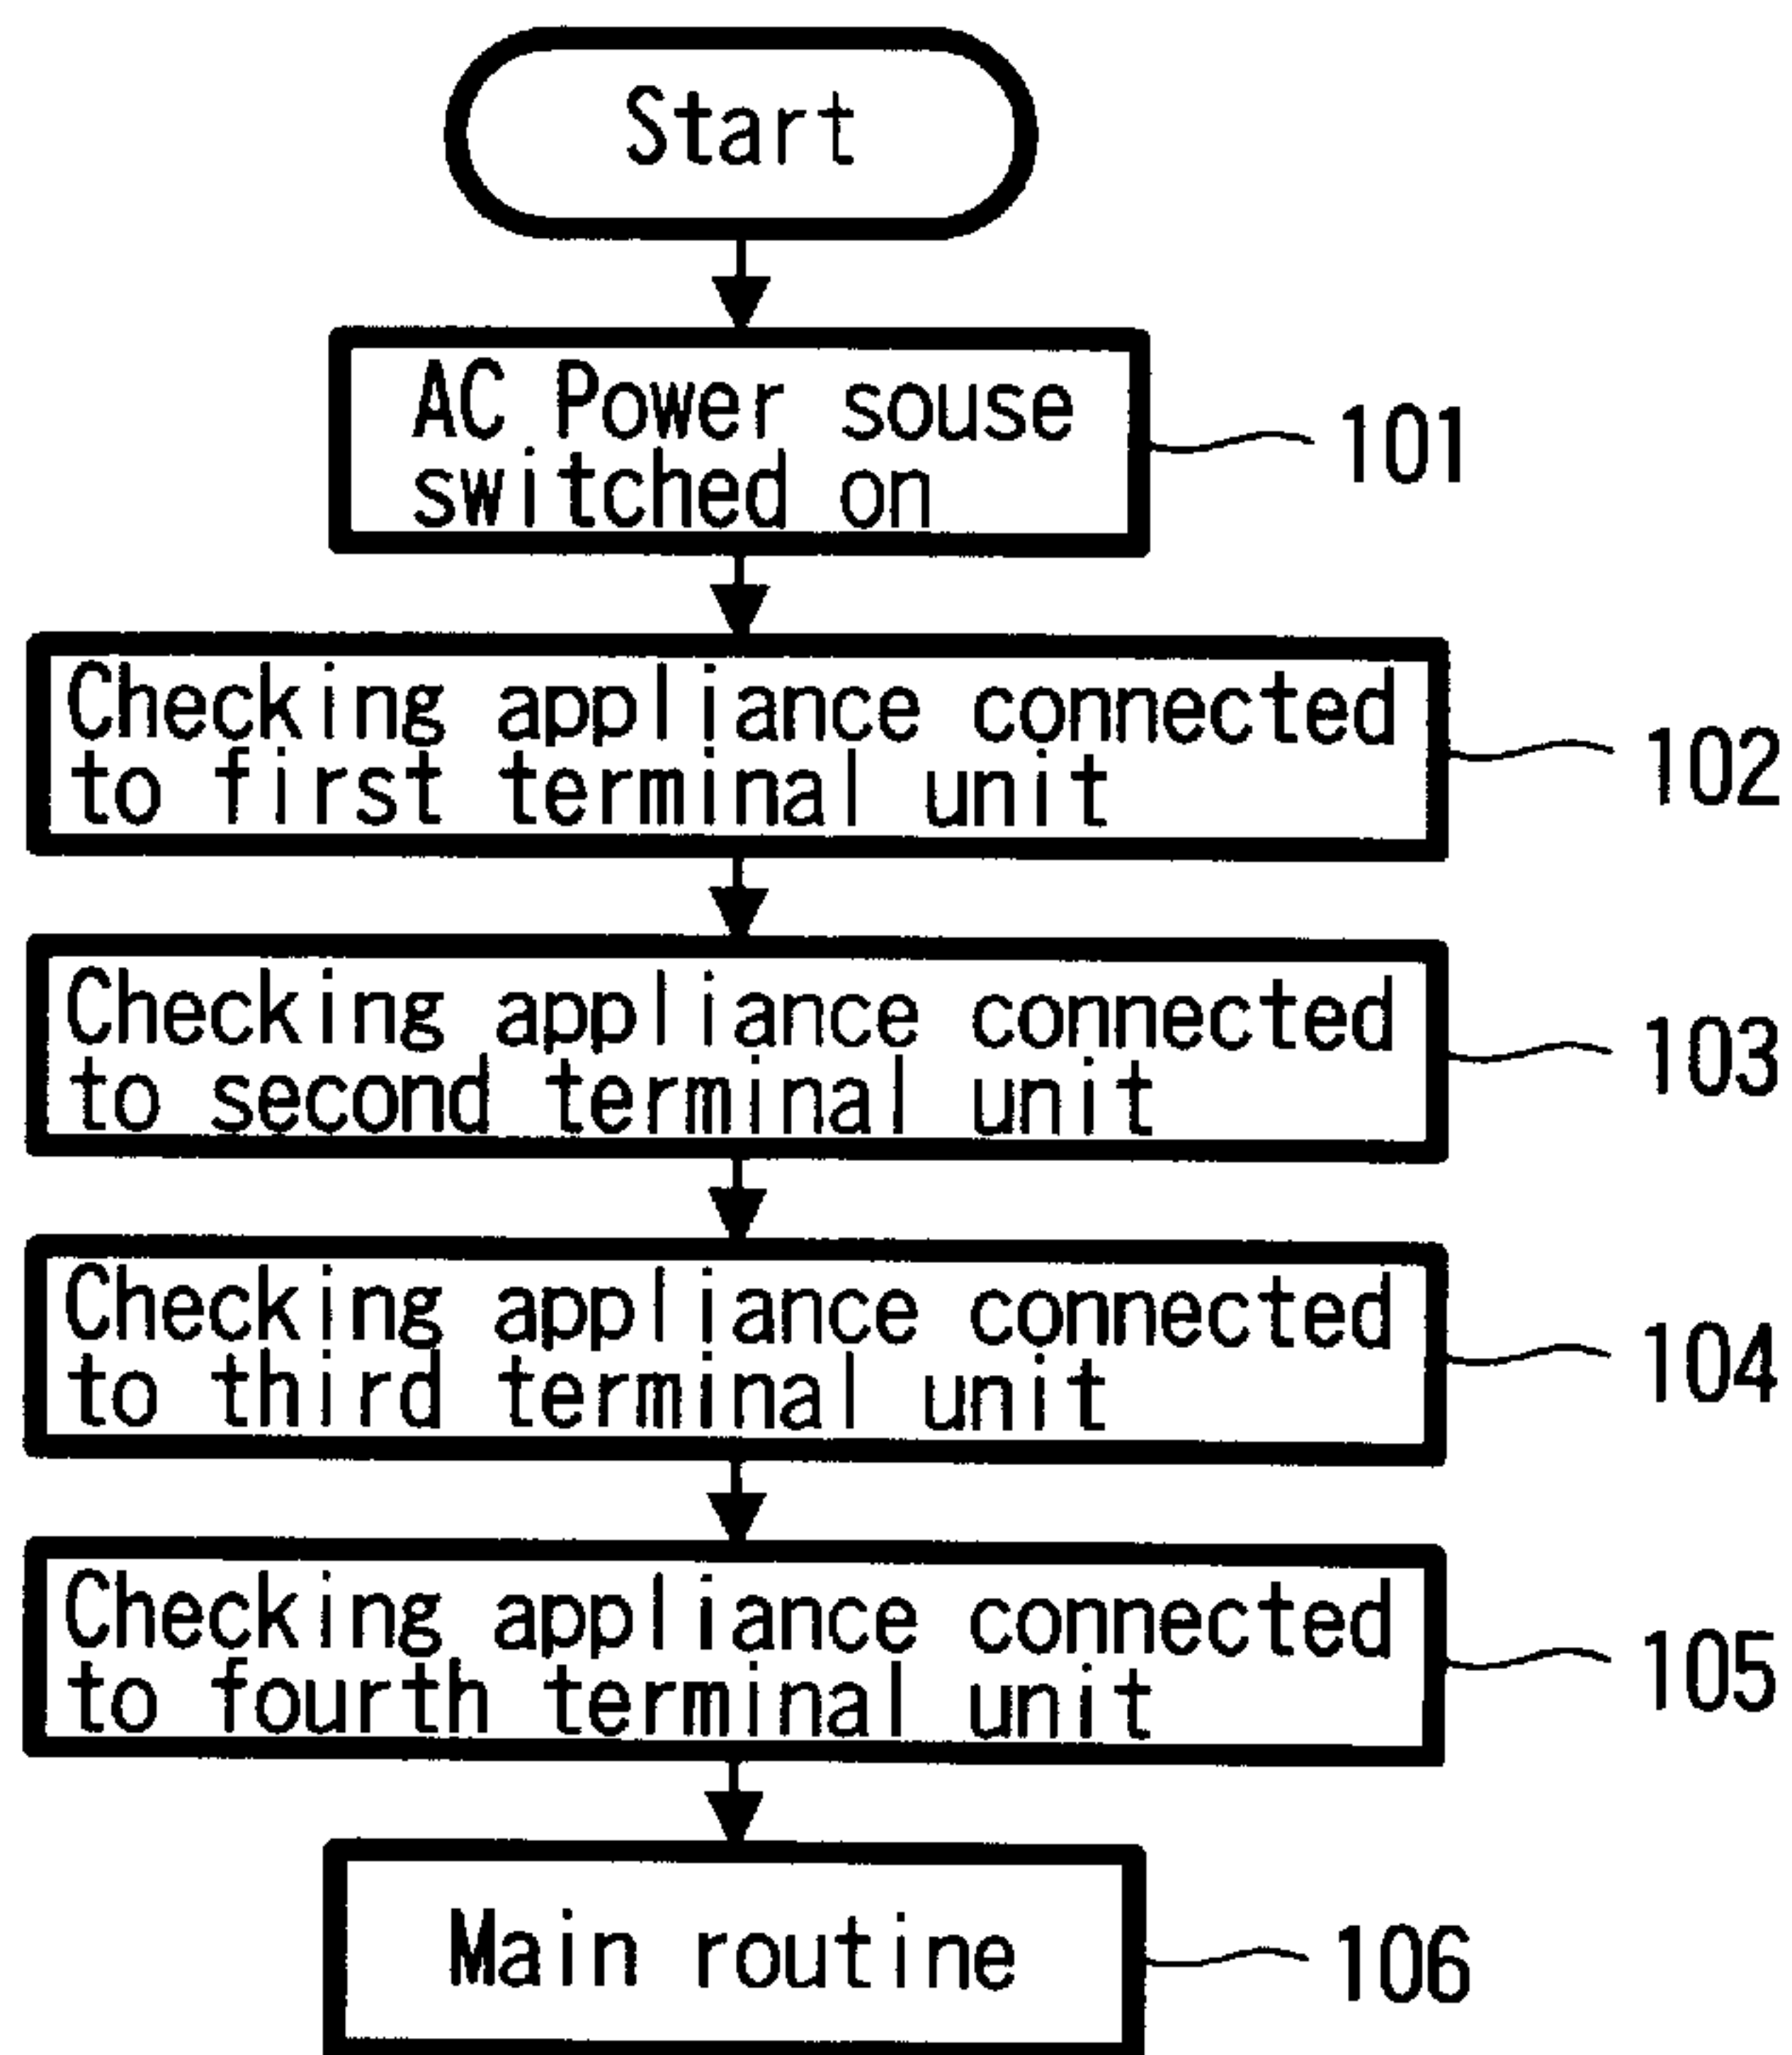 Start
AC Power souse
switched on
101
Checking appliance connected
to first terminal unit
102
Checking appliance connected
to second terminal unit
103
Checking appliance connected
to third terminal unit
104
Checking appliance connected
to fourth terminal unit
105
Main routine
106